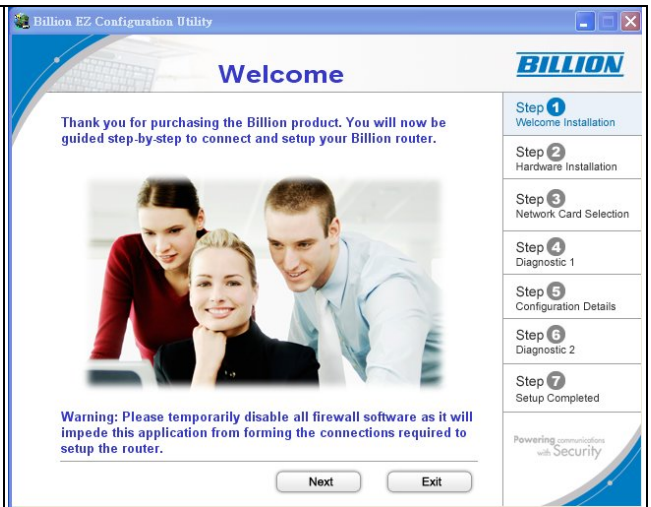 Billion EZ Configuration Utility
Welcome
Thank you for purchasing the Billion product. You will now be
guided step-by-step to connect and setup your Billion router.
Warning: Please temporarily disable all firewall software as it will
impede this application from forming the connections required to
setup the router.
Next
Exit
BILLION
Step 1
Welcome Installation
Step 2
Hardware Installation
Step 3
Network Card Selection
Step 4
Diagnostic 1
Step 5
Configuration Details
Step 6
Diagnostic 2
Step 7
Setup Completed
Powering communications
with Security